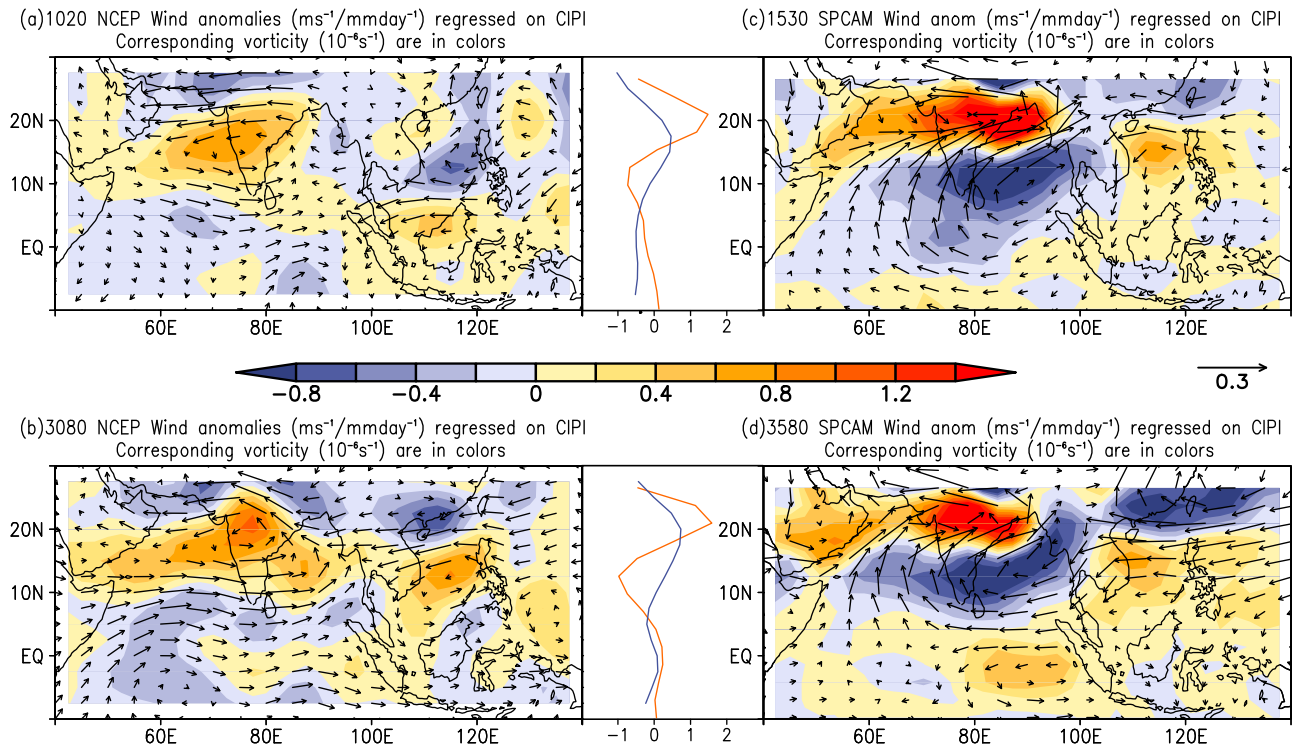 (a)1020 NCEP Wind anomalies (ms⁻¹/mmday⁻¹) regressed on CIPI
Corresponding vorticity (10⁻⁶s⁻¹) are in colors
(c)1530 SPCAM Wind anom (ms⁻¹/mmday⁻¹) regressed on CIPI
Corresponding vorticity (10⁻⁶s⁻¹) are in colors
20N
10N
EQ
60E 80E 100E 120E
−1 0 1 2
20N
10N
EQ
60E 80E 100E 120E
−0.8 −0.4 0 0.4 0.8 1.2
0.3
(b)3080 NCEP Wind anomalies (ms⁻¹/mmday⁻¹) regressed on CIPI
Corresponding vorticity (10⁻⁶s⁻¹) are in colors
(d)3580 SPCAM Wind anom (ms⁻¹/mmday⁻¹) regressed on CIPI
Corresponding vorticity (10⁻⁶s⁻¹) are in colors
20N
10N
EQ
60E 80E 100E 120E
−1 0 1 2
20N
10N
EQ
60E 80E 100E 120E